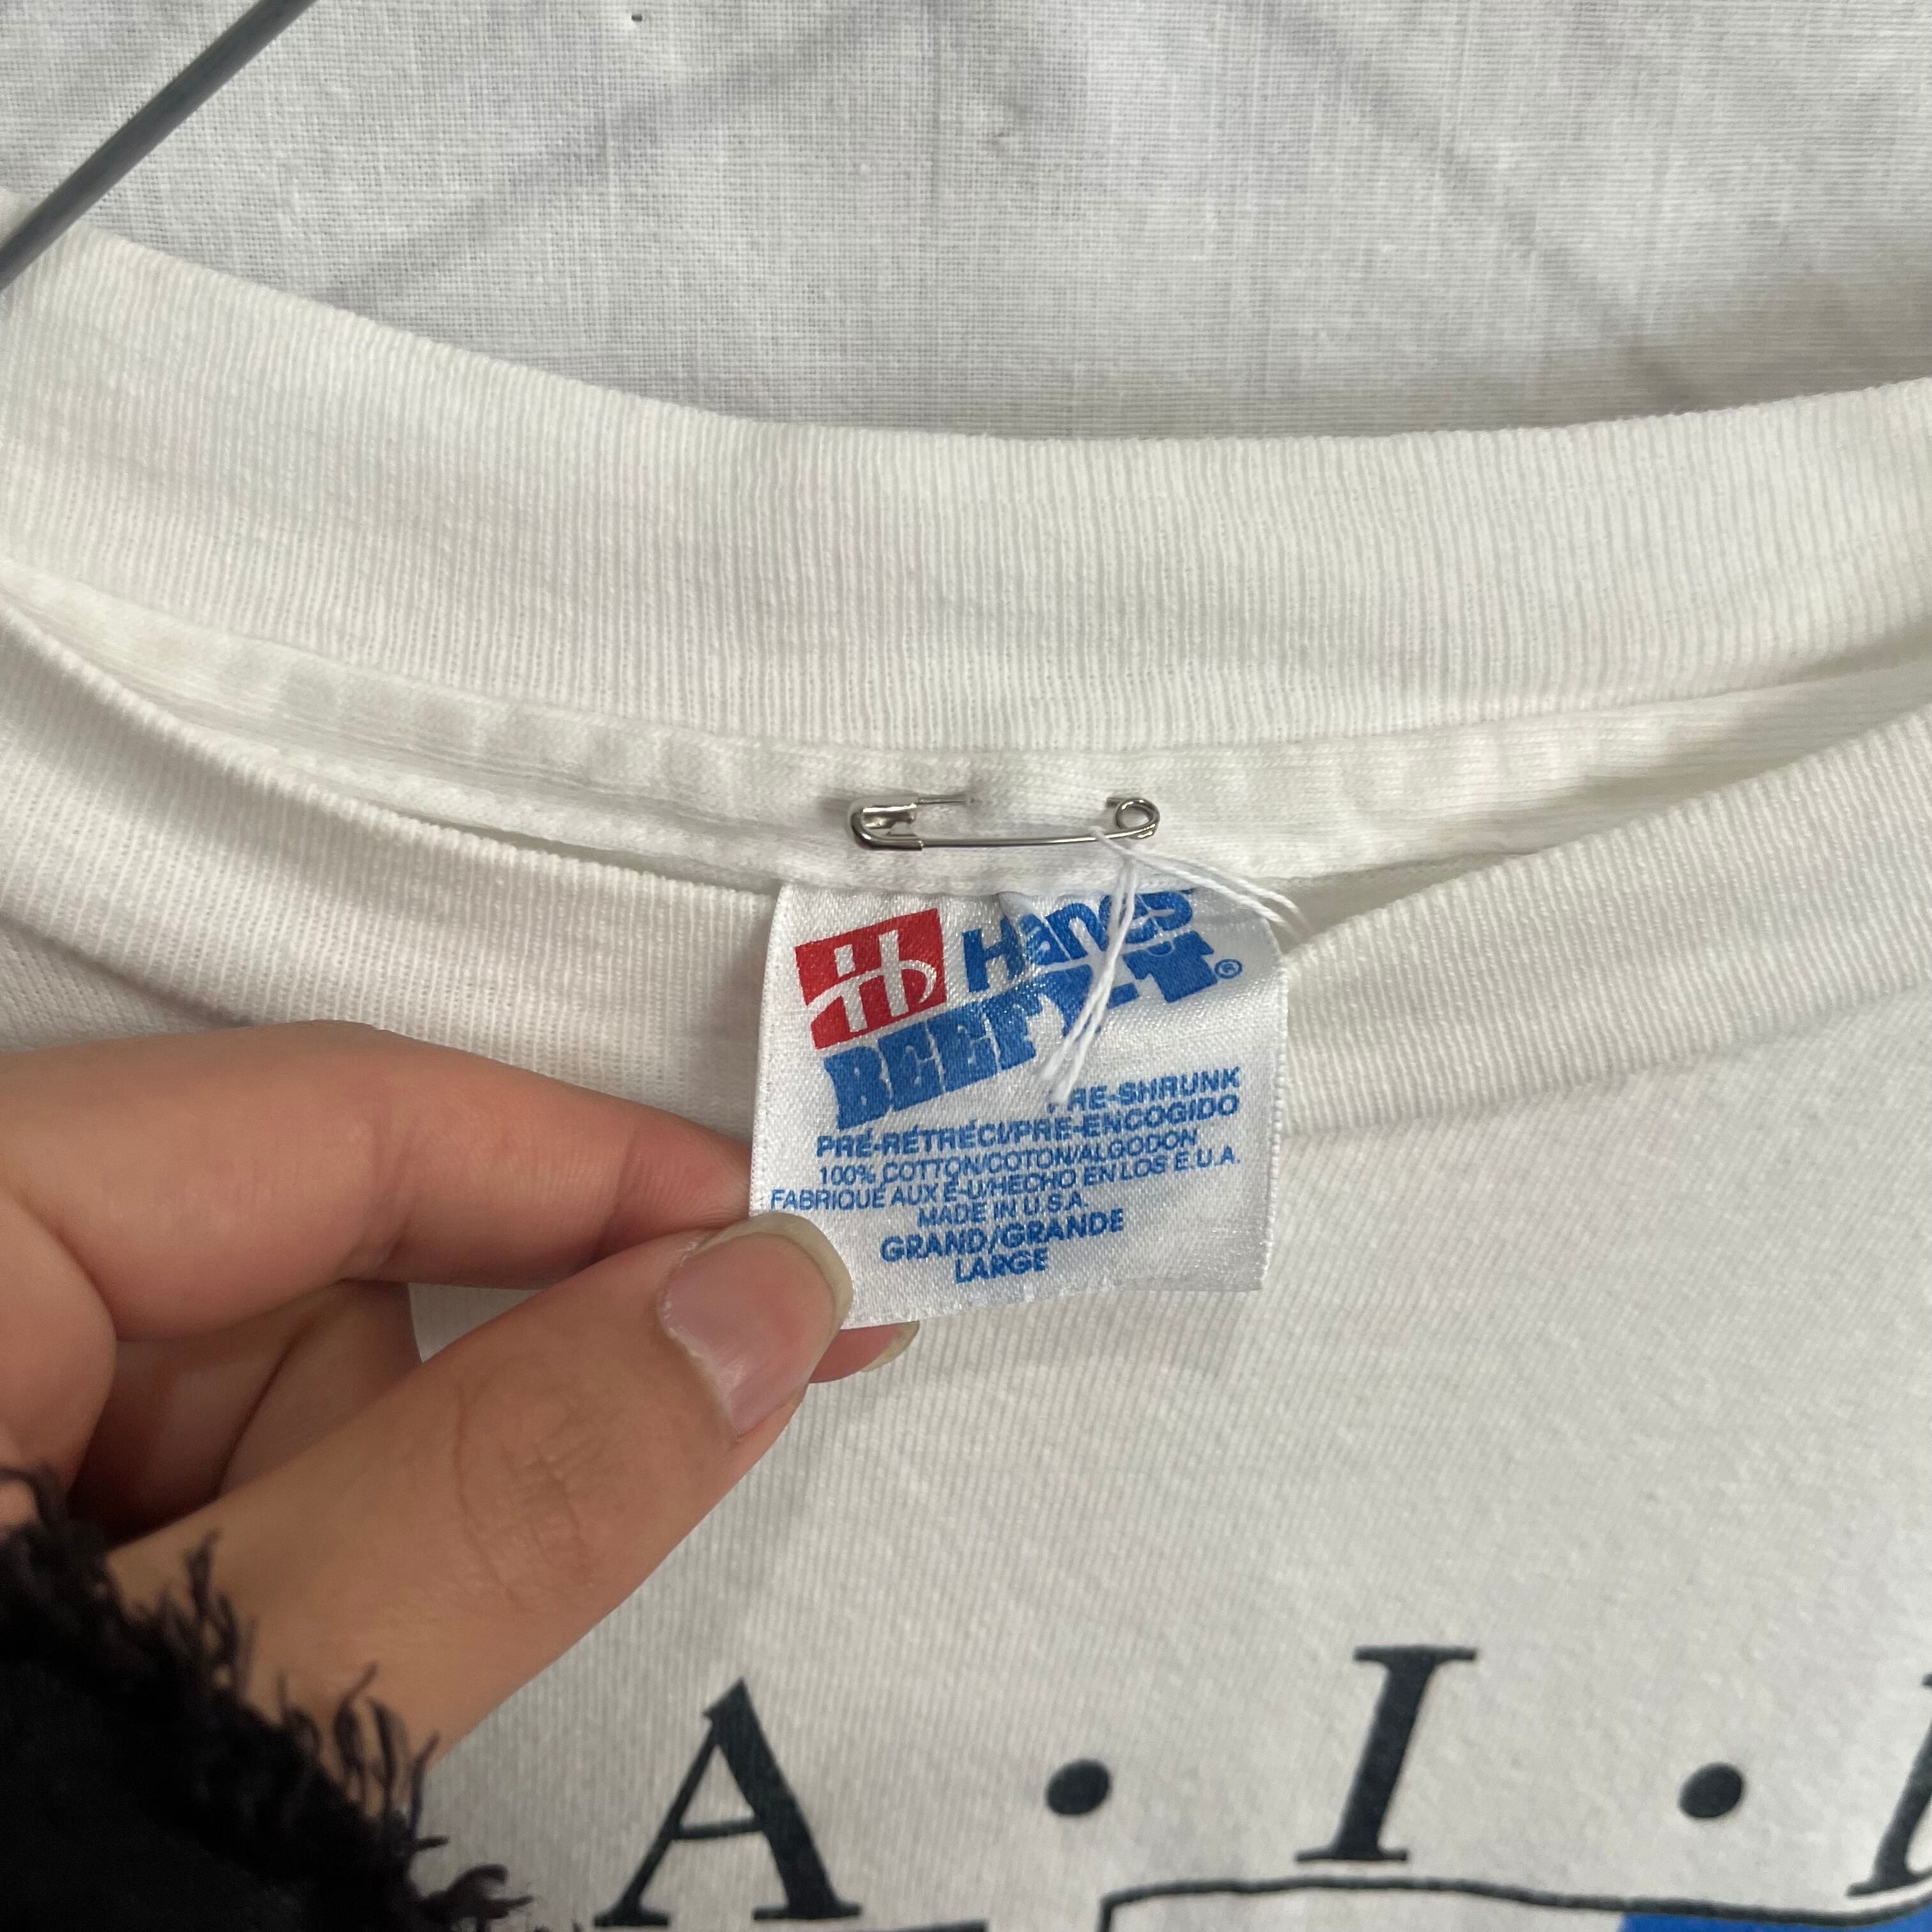 Hanes
BEEFY-T®
PRE-SHRUNK
PRÉ-RÉTRÉCI/PRE-ENCOGIDO
100% COTTON/COTON/ALGODON
FABRIQUÉ AUX É-U/HECHO EN LOS E.U.A.
MADE IN U.S.A.
GRAND/GRANDE
LARGE
A • I •